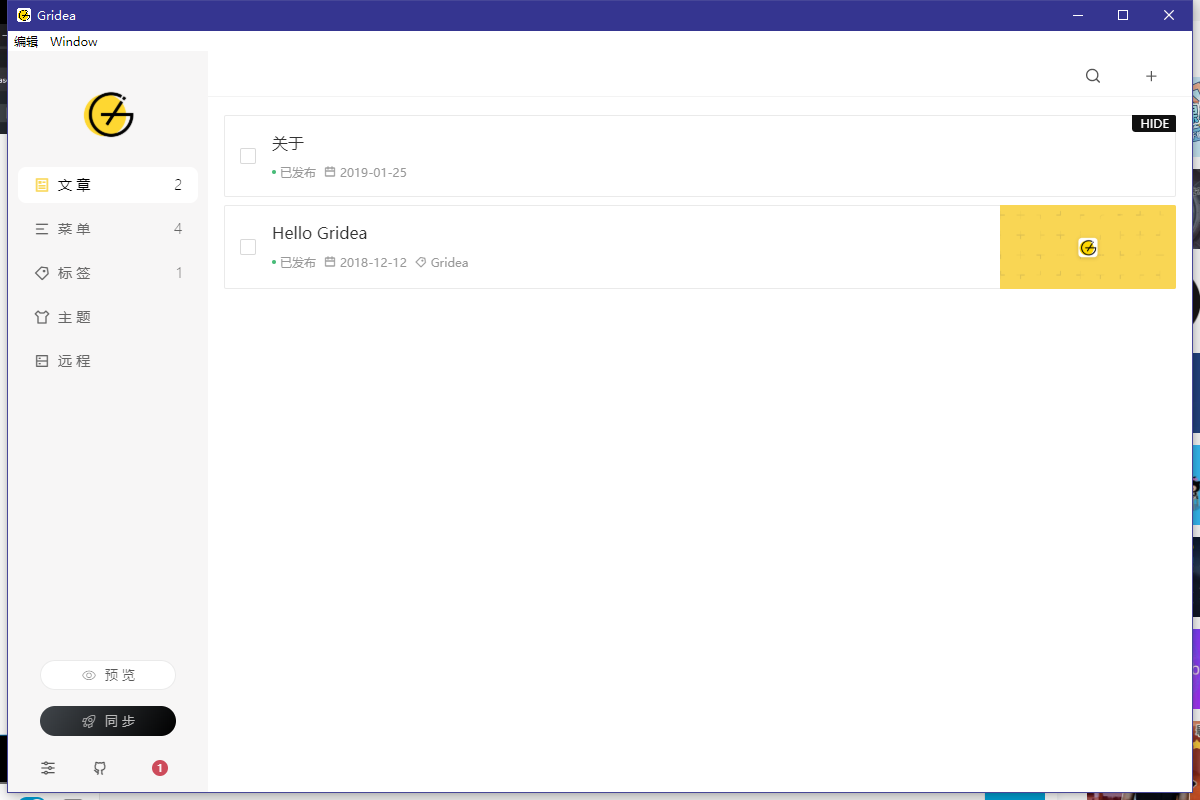 Gridea
编辑 Window
文章 2
菜单 4
标签 1
主题
远程
预览
同步
1
HIDE
关于
已发布 2019-01-25
Hello Gridea
已发布 2018-12-12 Gridea